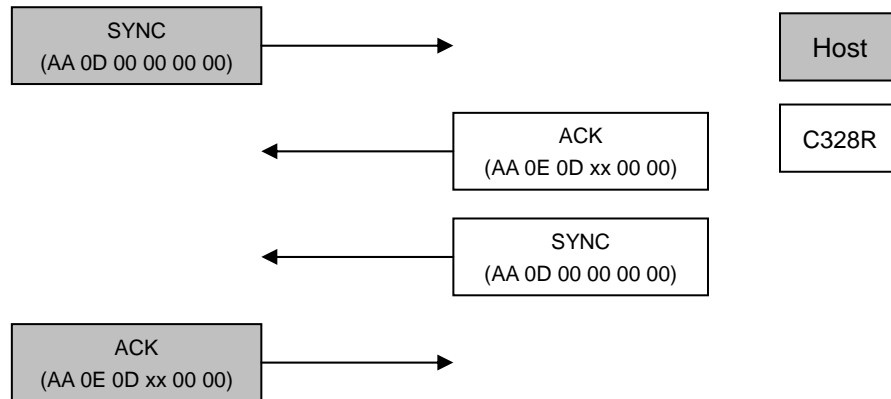 SYNC
(AA 0D 00 00 00 00)
Host
C328R
ACK
(AA 0E 0D xx 00 00)
SYNC
(AA 0D 00 00 00 00)
ACK
(AA 0E 0D xx 00 00)